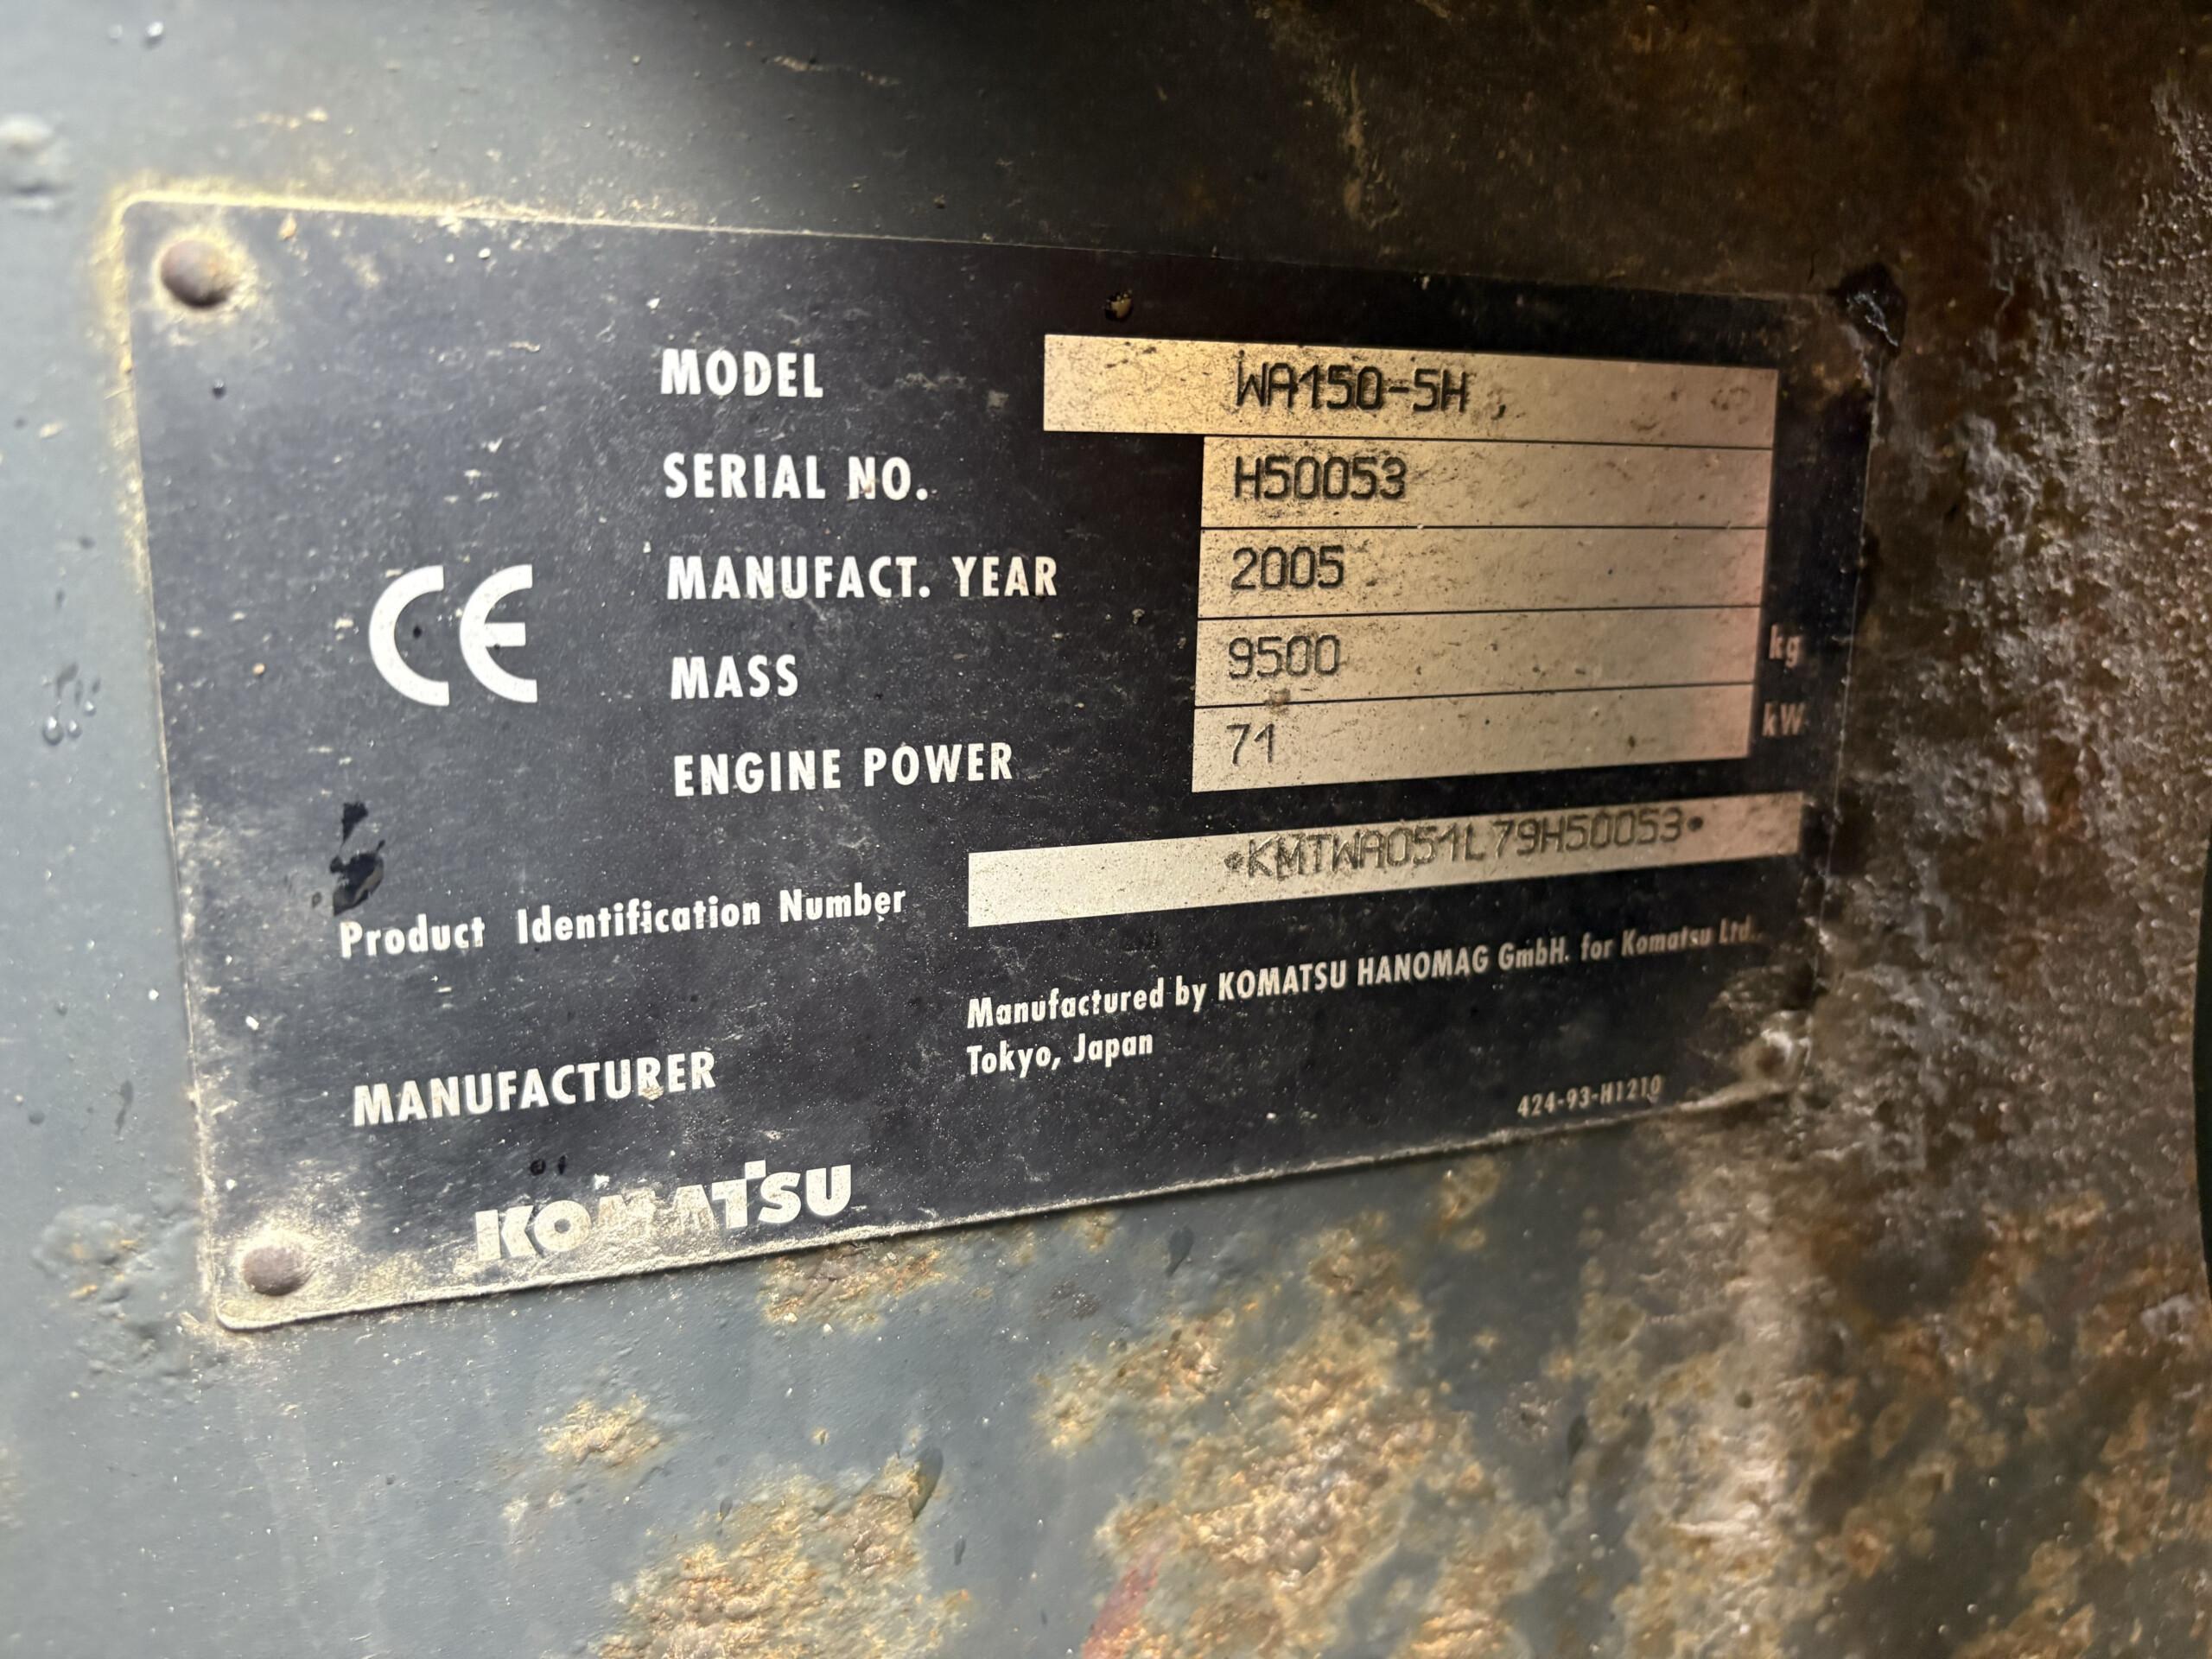 MODEL WA150-5H
SERIAL NO. H50053
MANUFACT. YEAR 2005
CE
MASS 9500 kg
ENGINE POWER 71 kW
Product Identification Number •KMTWA051L79H50053•
MANUFACTURER Manufactured by KOMATSU HANOMAG GmbH. for Komatsu Ltd.
Tokyo, Japan
424-93-H1210
KOMATSU